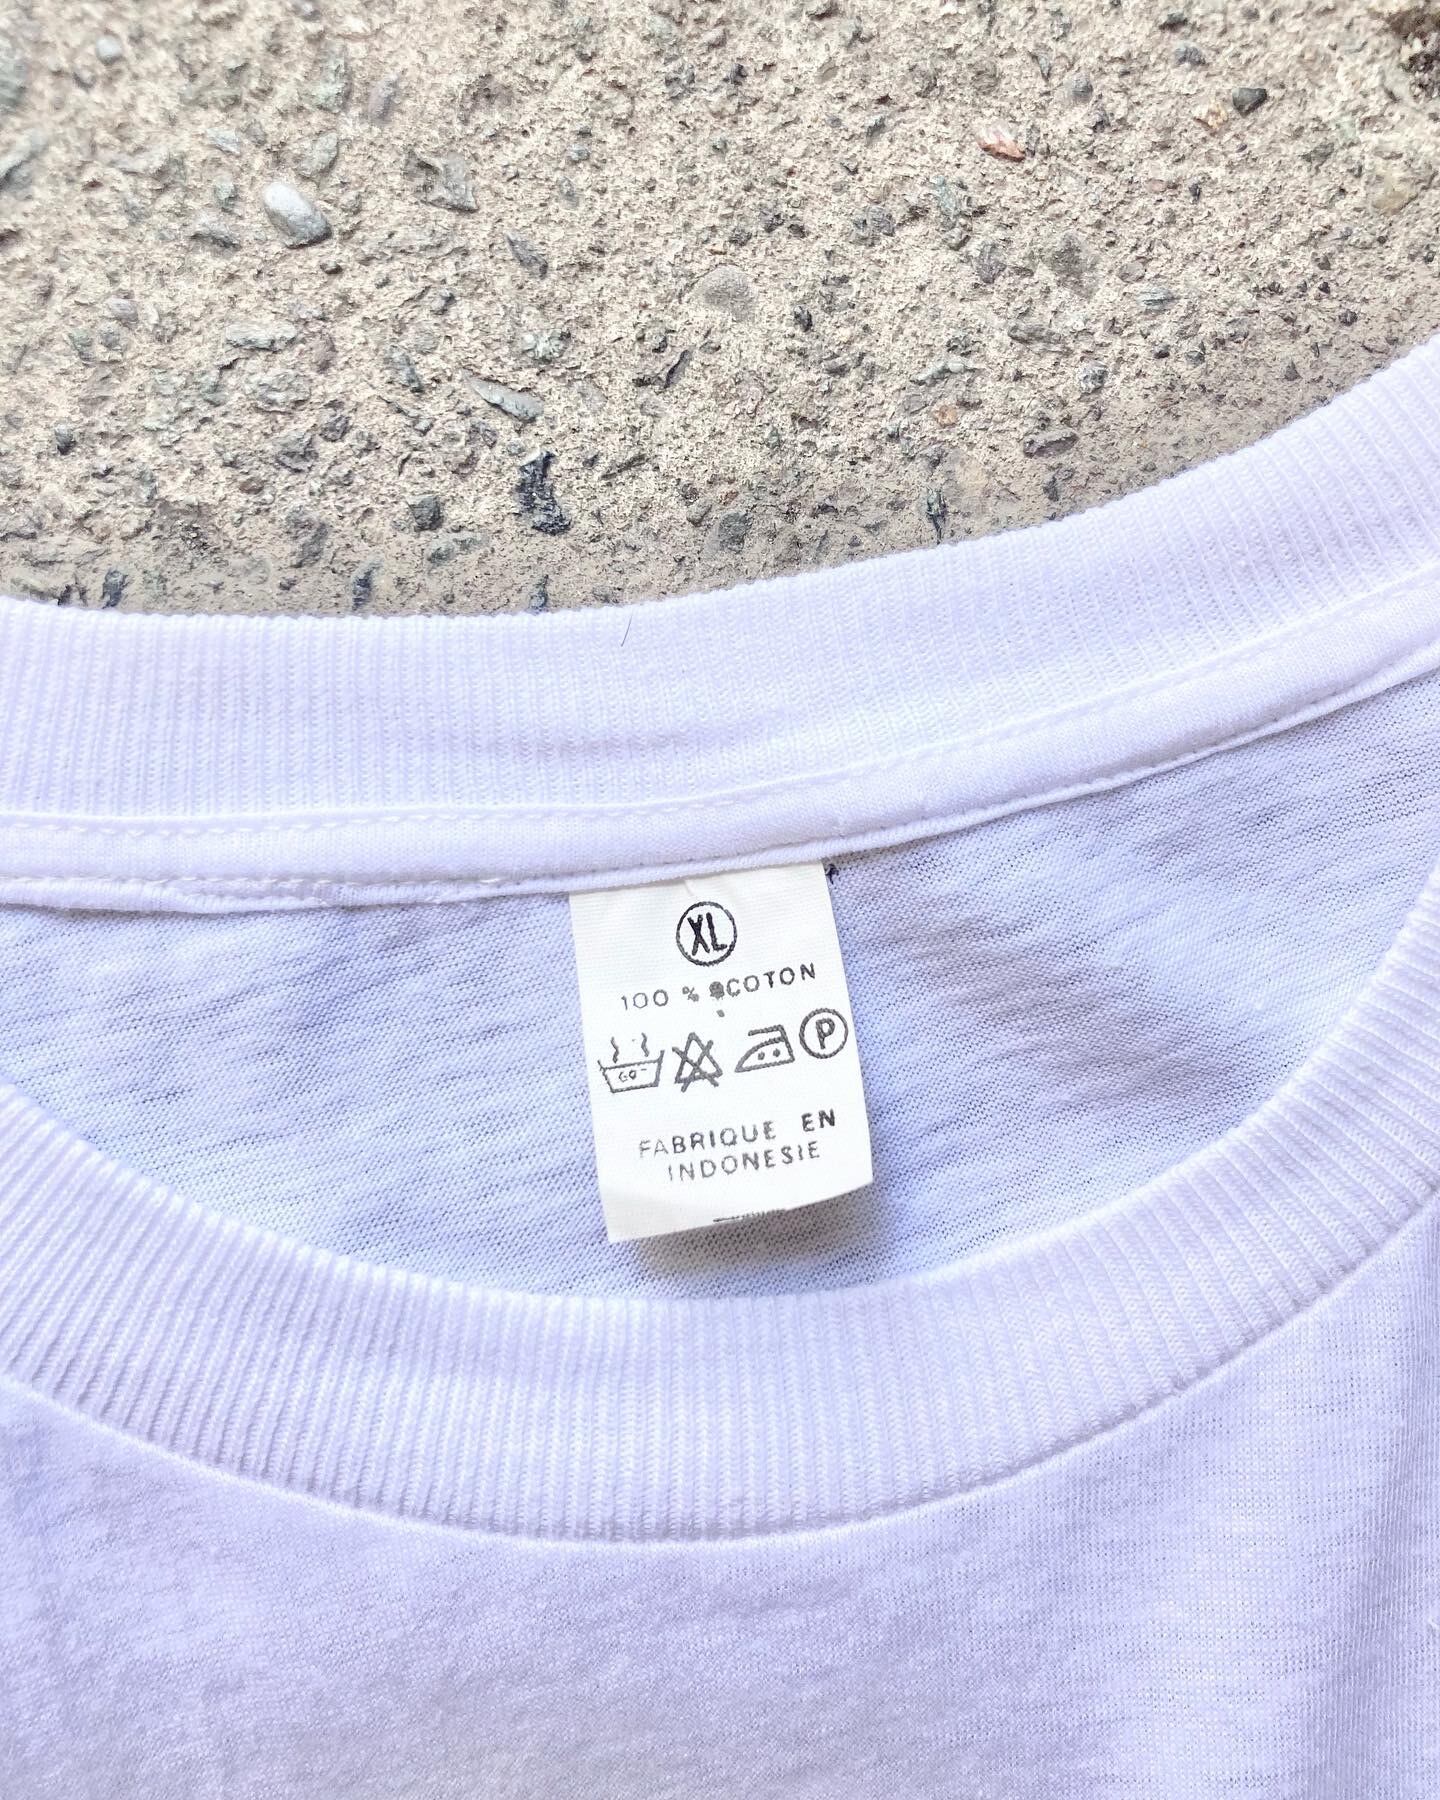 XL
100 % COTON
P
FABRIQUE EN
INDONESIE